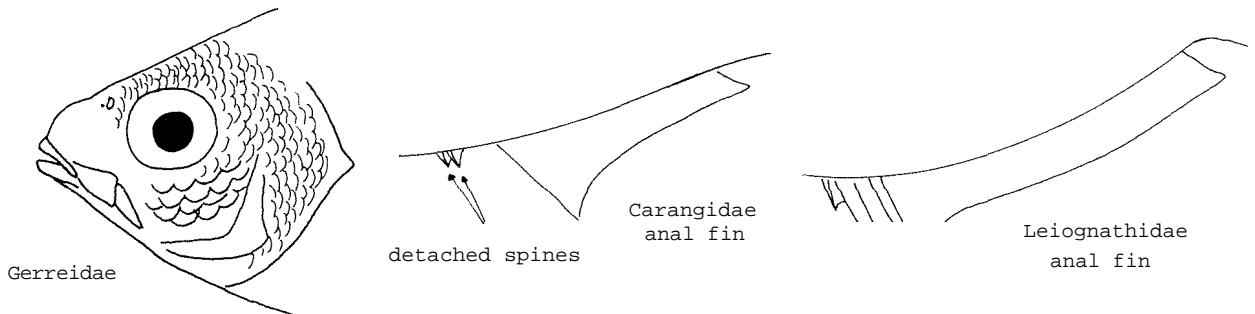 Gerreidae
detached spines
Carangidae
anal fin
Leiognathidae
anal fin